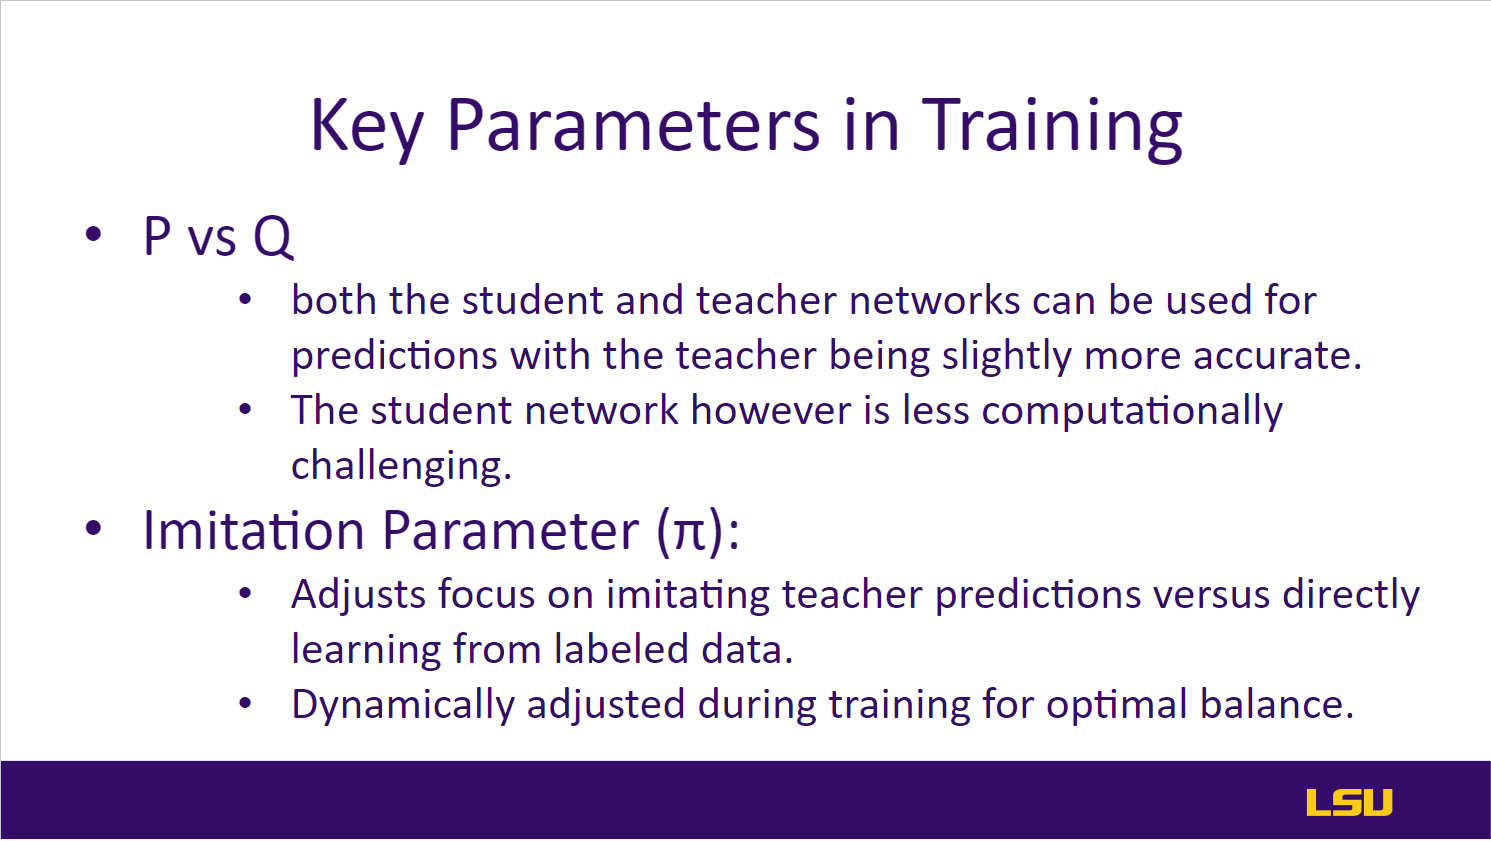 Key Parameters in Training
• P vs Q
• both the student and teacher networks can be used for
predictions with the teacher being slightly more accurate.
• The student network however is less computationally
challenging.
• Imitation Parameter (π):
• Adjusts focus on imitating teacher predictions versus directly
learning from labeled data.
• Dynamically adjusted during training for optimal balance.
LSU